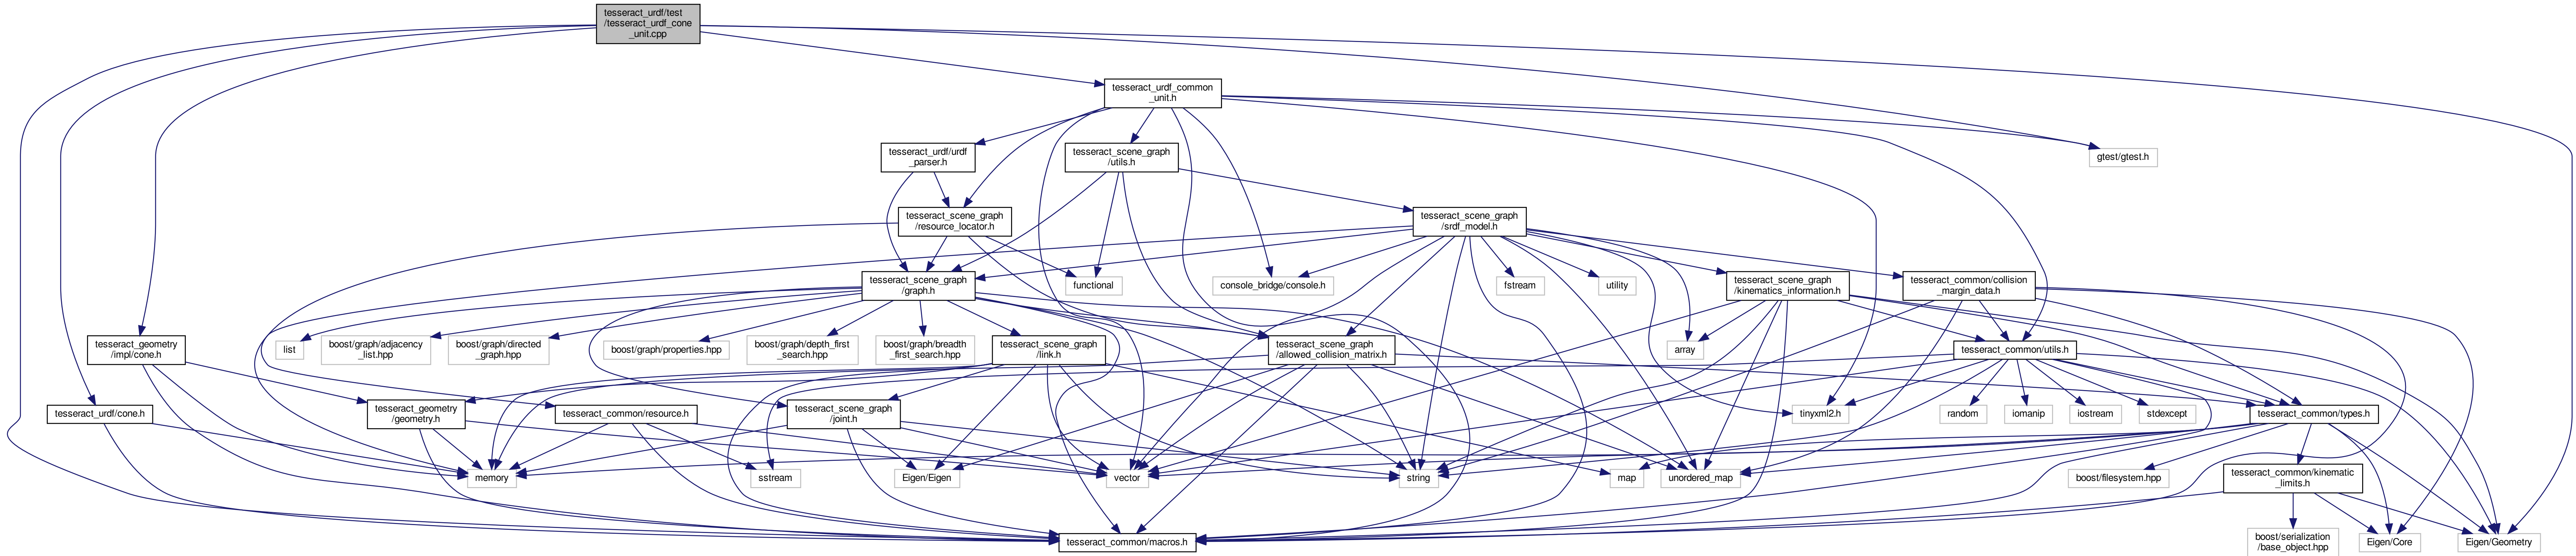 tesseract_urdf/test
/tesseract_urdf_cone
_unit.cpp
tesseract_urdf_common
_unit.h
tesseract_urdf/urdf
_parser.h
tesseract_scene_graph
/utils.h
gtest/gtest.h
tesseract_scene_graph
/resource_locator.h
tesseract_scene_graph
/srdf_model.h
tesseract_scene_graph
/graph.h
functional
console_bridge/console.h
fstream
utility
tesseract_scene_graph
/kinematics_information.h
tesseract_common/collision
_margin_data.h
tesseract_geometry
/impl/cone.h
list
boost/graph/adjacency
_list.hpp
boost/graph/directed
_graph.hpp
boost/graph/properties.hpp
boost/graph/depth_first
_search.hpp
boost/graph/breadth
_first_search.hpp
tesseract_scene_graph
/link.h
tesseract_scene_graph
/allowed_collision_matrix.h
array
tesseract_common/utils.h
tesseract_urdf/cone.h
tesseract_geometry
/geometry.h
tesseract_common/resource.h
tesseract_scene_graph
/joint.h
tinyxml2.h
random
iomanip
iostream
stdexcept
tesseract_common/types.h
memory
sstream
Eigen/Eigen
vector
string
map
unordered_map
boost/filesystem.hpp
tesseract_common/kinematic
_limits.h
tesseract_common/macros.h
boost/serialization
/base_object.hpp
Eigen/Core
Eigen/Geometry